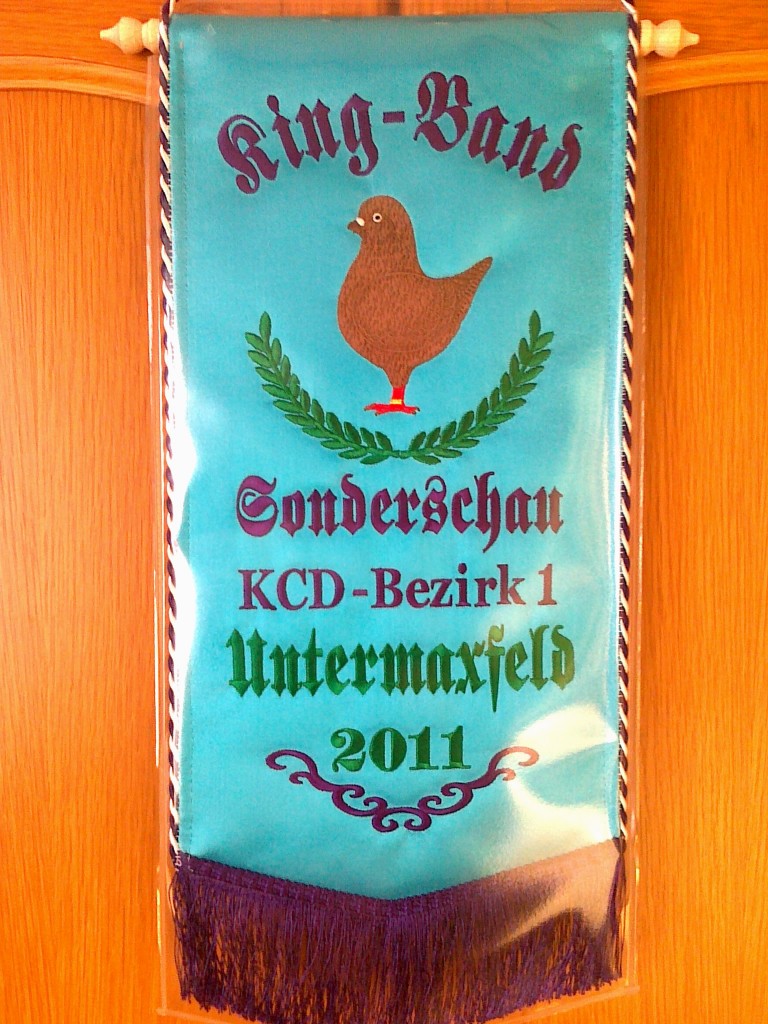 King-Band
Sonderschau
KCD-Bezirk 1
Untermaxfeld
2011